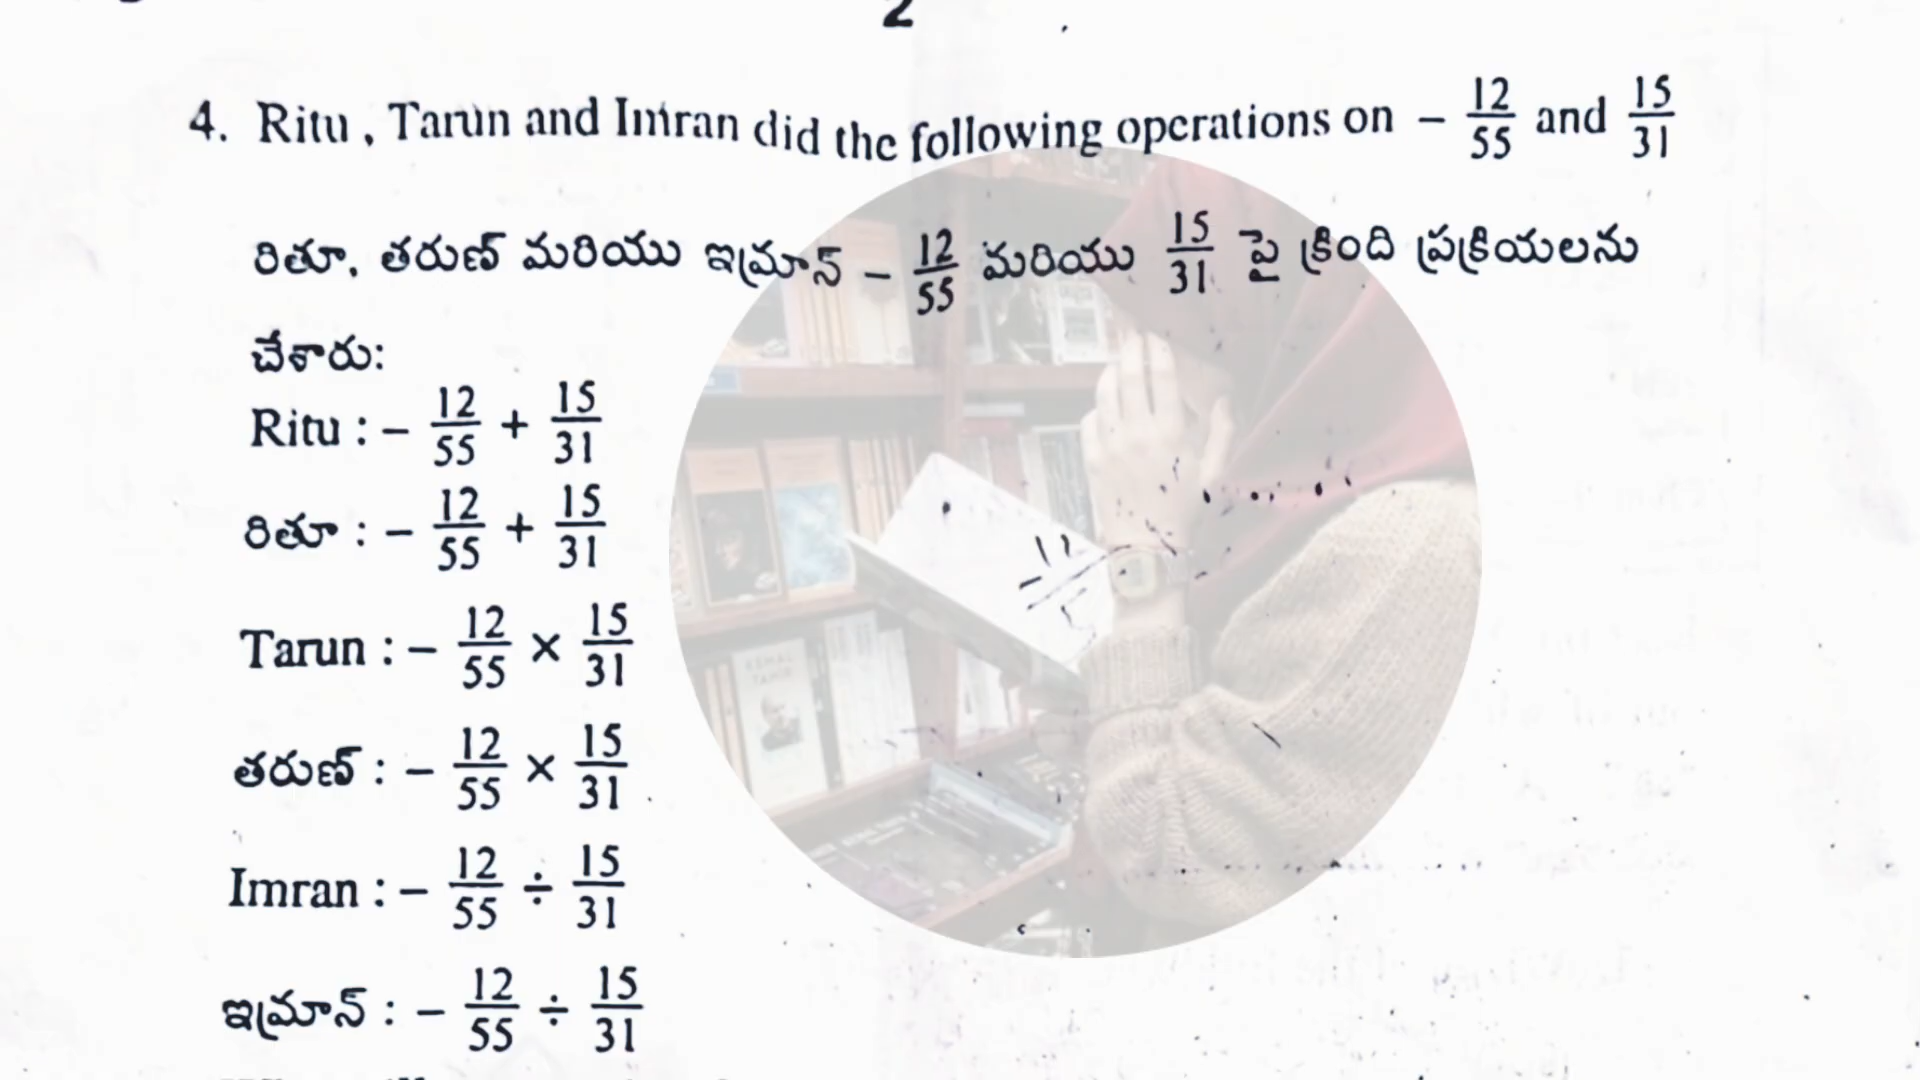 2
4. Ritu , Tarun and Imran did the following operations on − 12/55 and 15/31
రితూ, తరుణ్ మరియు ఇమ్రాన్ − 12/55 మరియు 15/31 పై క్రింది ప్రక్రియలను
చేశారు:
Ritu : − 12/55 + 15/31
రితూ : − 12/55 + 15/31
Tarun : − 12/55 × 15/31
తరుణ్ : − 12/55 × 15/31
Imran : − 12/55 ÷ 15/31
ఇమ్రాన్ : − 12/55 ÷ 15/31